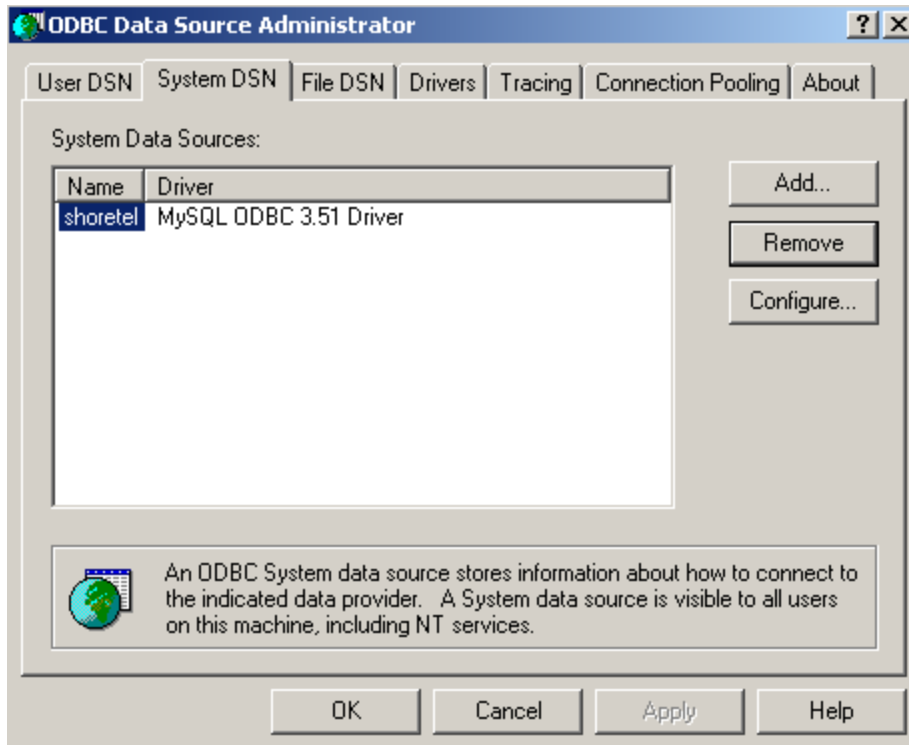 ODBC Data Source Administrator
User DSN System DSN File DSN Drivers Tracing Connection Pooling About
System Data Sources:
Name Driver
shoretel MySQL ODBC 3.51 Driver
Add...
Remove
Configure...
An ODBC System data source stores information about how to connect to
the indicated data provider. A System data source is visible to all users
on this machine, including NT services.
OK Cancel Apply Help